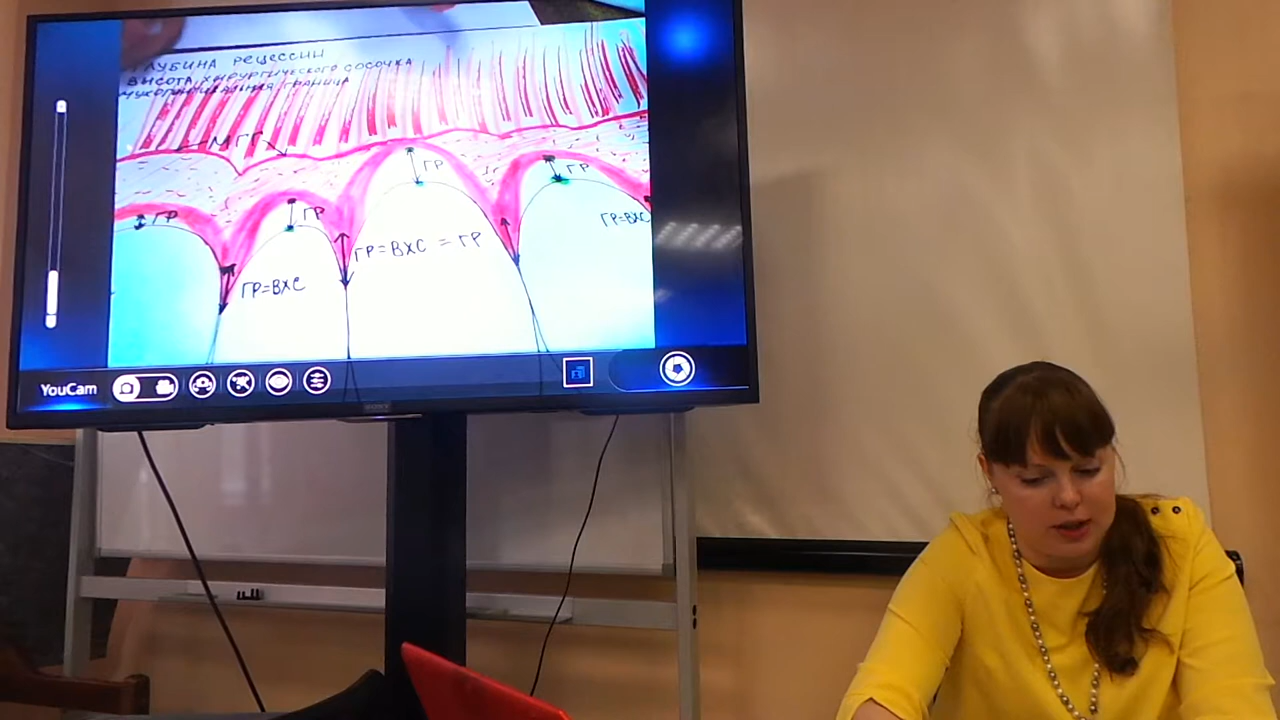 ГЛУБИНА РЕЦЕССИИ
ВЫСОТА ХИРУРГИЧЕСКОГО СОСОЧКА
МУКОГИНГИВАЛЬНАЯ ГРАНИЦА
МГГ
ГР
ГР
ГР
ГР
ГР=ВХС
ГР=ВХС = ГР
ГР=ВХС
YouCam
SONY